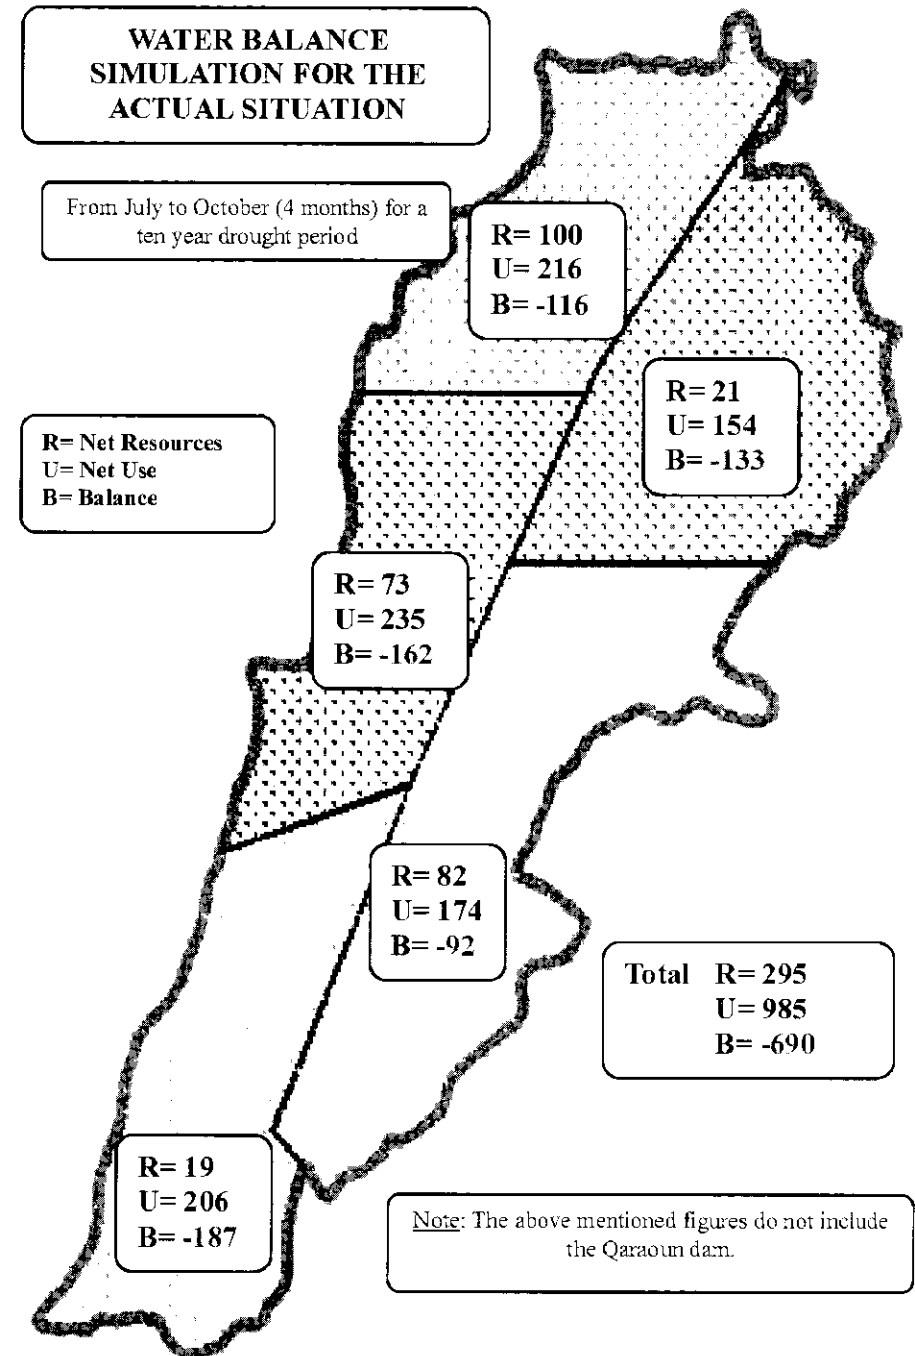 WATER BALANCE
SIMULATION FOR THE
ACTUAL SITUATION
From July to October (4 months) for a
ten year drought period
R= 100
U= 216
B= -116
R= 21
U= 154
B= -133
R= Net Resources
U= Net Use
B= Balance
R= 73
U= 235
B= -162
R= 82
U= 174
B= -92
Total R= 295
U= 985
B= -690
R= 19
U= 206
B= -187
Note: The above mentioned figures do not include
the Qaraoun dam.